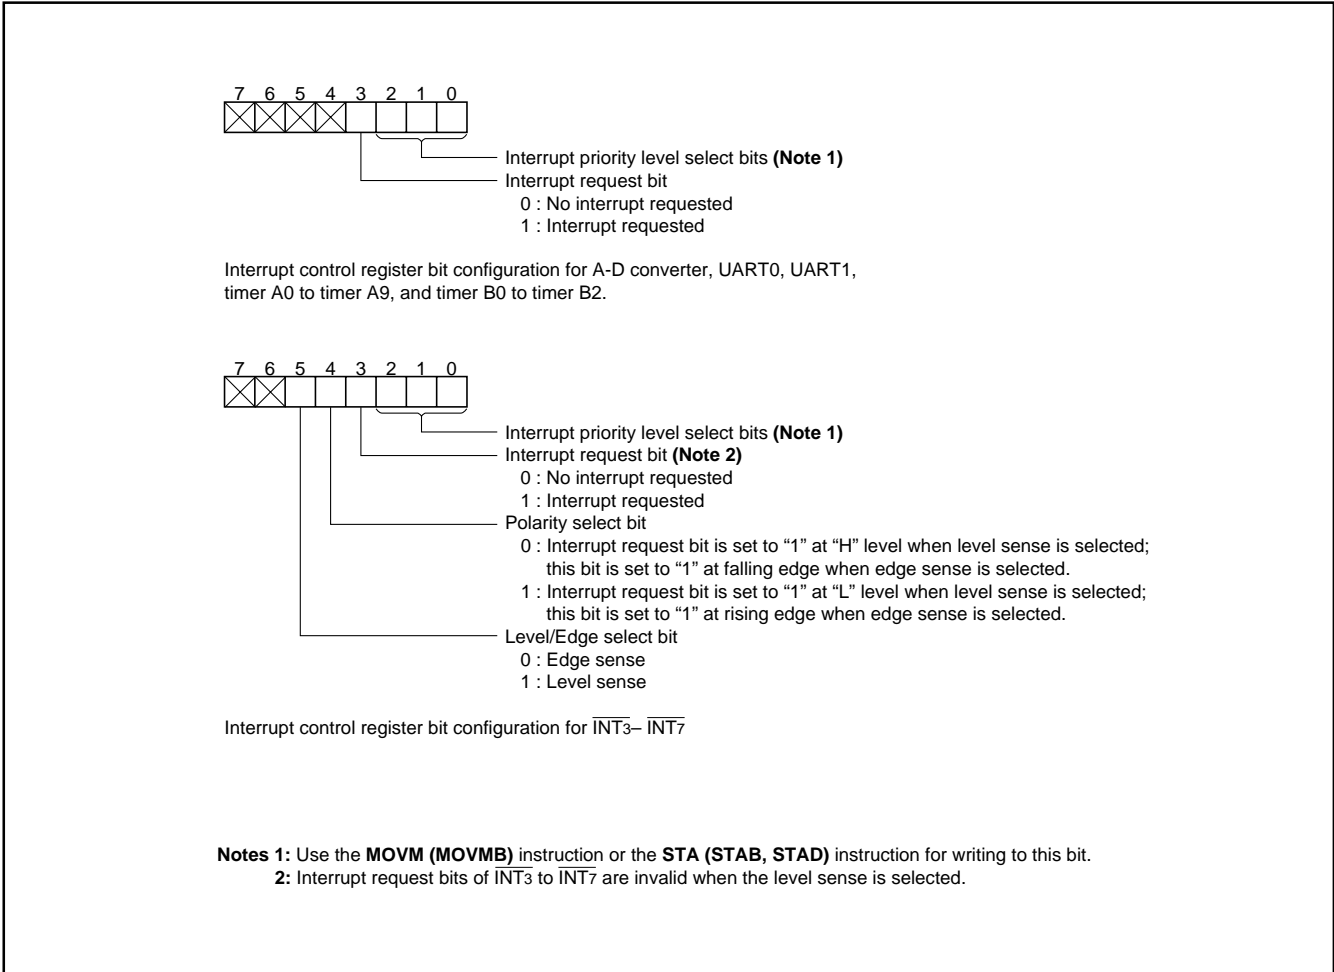 7 6 5 4 3 2 1 0
Interrupt priority level select bits (Note 1)
Interrupt request bit
0 : No interrupt requested
1 : Interrupt requested
Interrupt control register bit configuration for A-D converter, UART0, UART1,
timer A0 to timer A9, and timer B0 to timer B2.
7 6 5 4 3 2 1 0
Interrupt priority level select bits (Note 1)
Interrupt request bit (Note 2)
0 : No interrupt requested
1 : Interrupt requested
Polarity select bit
0 : Interrupt request bit is set to “1” at “H” level when level sense is selected;
this bit is set to “1” at falling edge when edge sense is selected.
1 : Interrupt request bit is set to “1” at “L” level when level sense is selected;
this bit is set to “1” at rising edge when edge sense is selected.
Level/Edge select bit
0 : Edge sense
1 : Level sense
Interrupt control register bit configuration for INT3– INT7
Notes 1: Use the MOVM (MOVMB) instruction or the STA (STAB, STAD) instruction for writing to this bit.
2: Interrupt request bits of INT3 to INT7 are invalid when the level sense is selected.